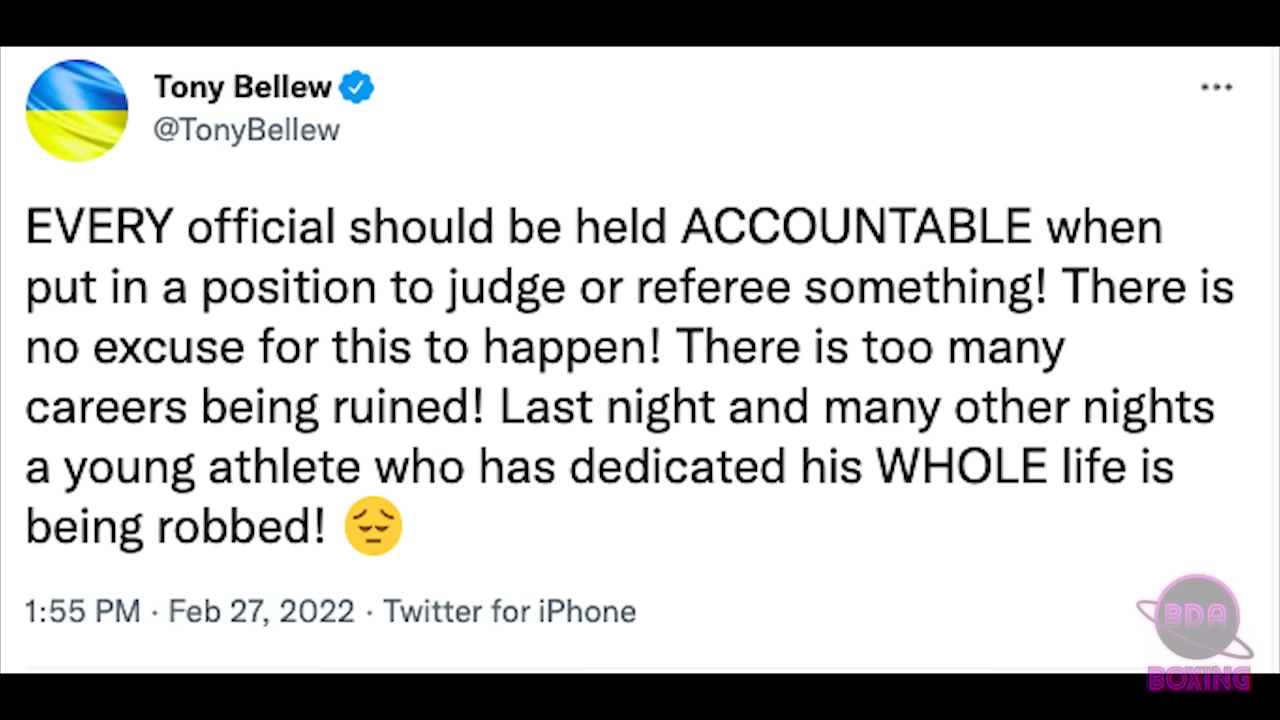 Tony Bellew
@TonyBellew
EVERY official should be held ACCOUNTABLE when
put in a position to judge or referee something! There is
no excuse for this to happen! There is too many
careers being ruined! Last night and many other nights
a young athlete who has dedicated his WHOLE life is
being robbed! 😔
1:55 PM · Feb 27, 2022 · Twitter for iPhone
BDA
BOXING